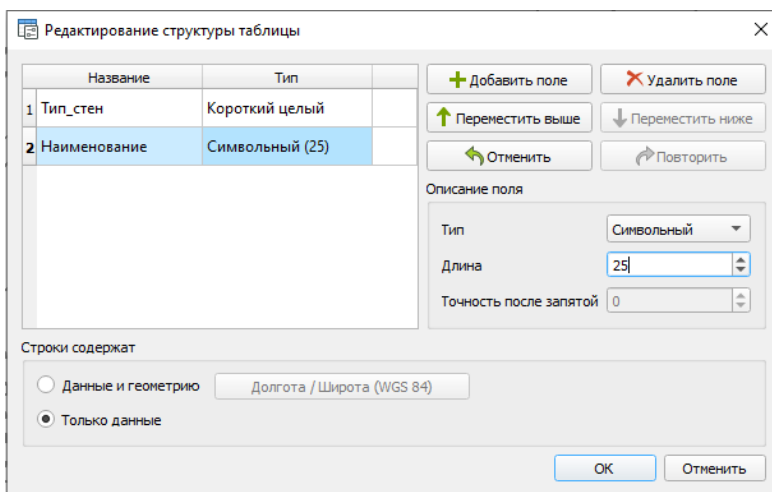 Редактирование структуры таблицы
Название Тип
1 Тип_стен Короткий целый
2 Наименование Символьный (25)
Добавить поле Удалить поле
Переместить выше Переместить ниже
Отменить Повторить
Описание поля
Тип Символьный
Длина 25
Точность после запятой 0
Строки содержат
Данные и геометрию Долгота / Широта (WGS 84)
Только данные
ОК Отменить